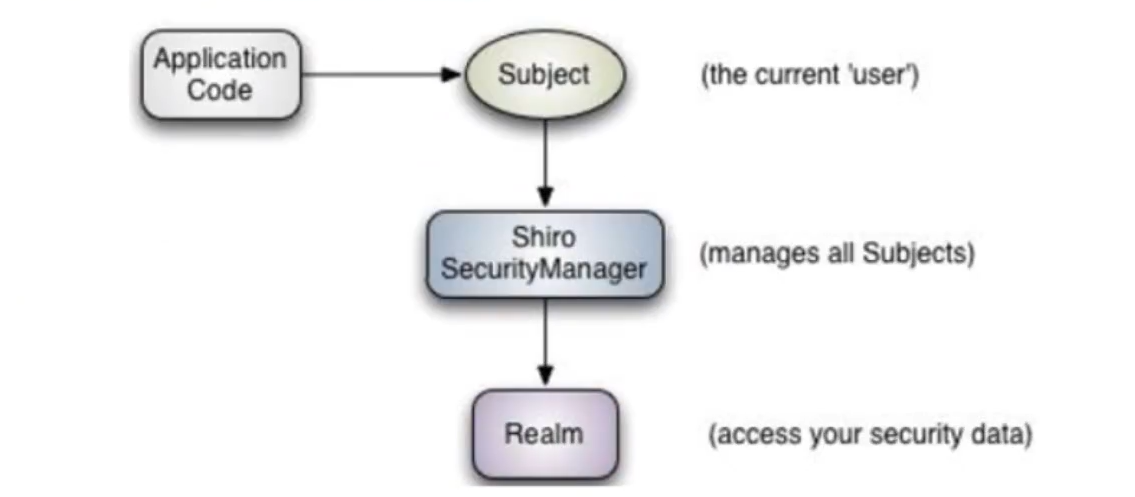 Application
Code
Subject
(the current 'user')
Shiro
SecurityManager
(manages all Subjects)
Realm
(access your security data)